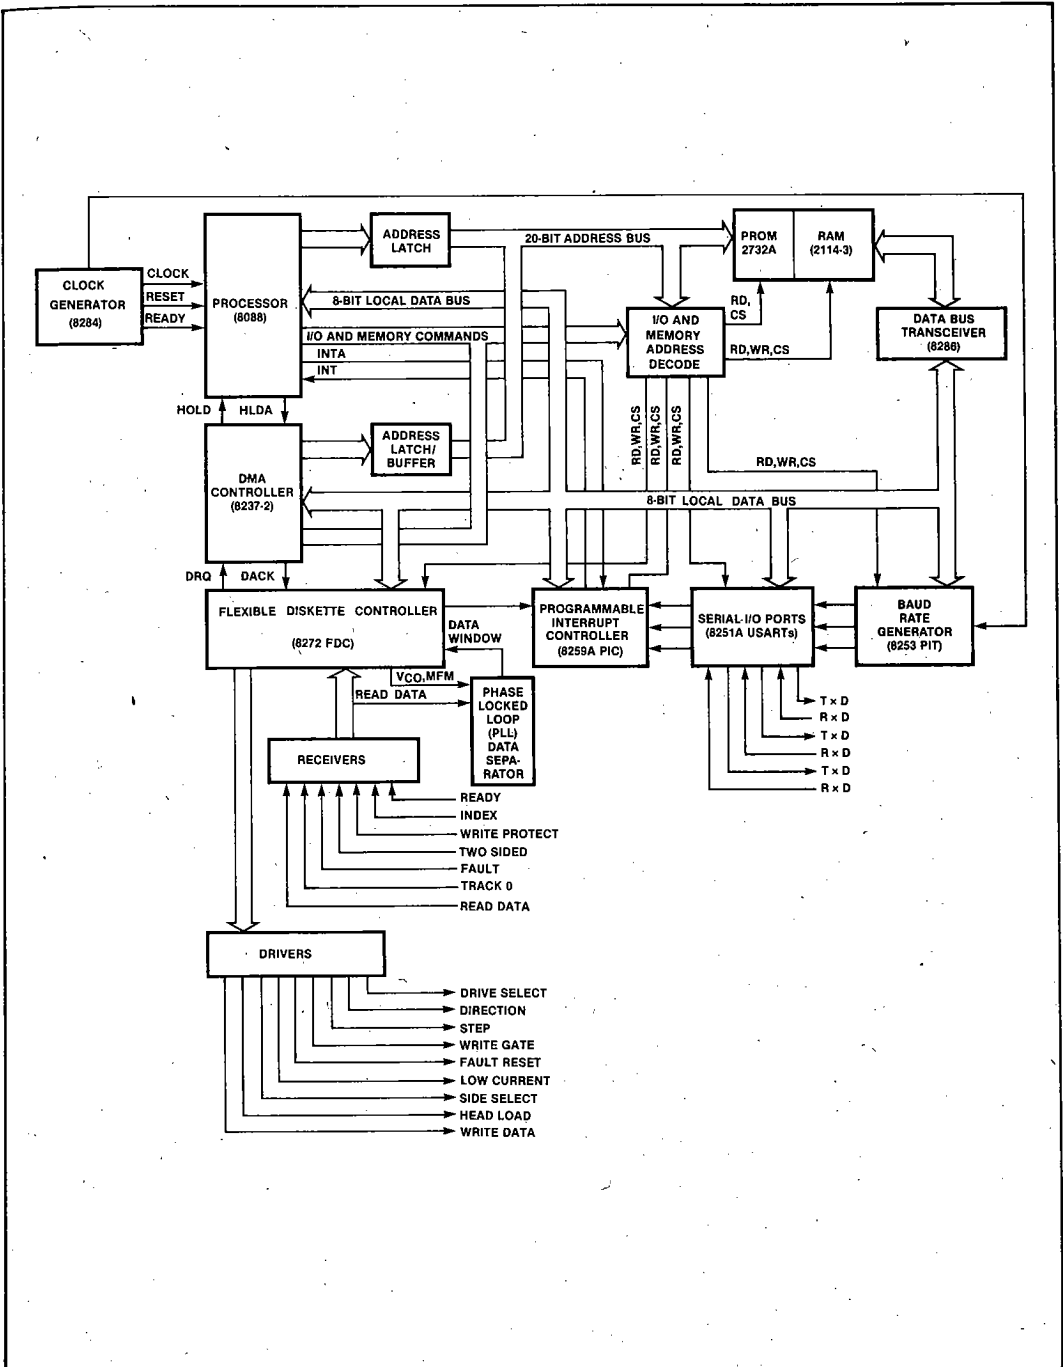 CLOCK
GENERATOR
(8284)
CLOCK
RESET
READY
PROCESSOR
(8088)
ADDRESS
LATCH
20-BIT ADDRESS BUS
PROM
2732A
RAM
(2114-3)
8-BIT LOCAL DATA BUS
I/O AND MEMORY COMMANDS
INTA
INT
I/O AND
MEMORY
ADDRESS
DECODE
RD,
CS
RD,WR,CS
DATA BUS
TRANSCEIVER
(8286)
HOLD
HLDA
DMA
CONTROLLER
(8237-2)
ADDRESS
LATCH/
BUFFER
RD,WR,CS
RD,WR,CS
RD,WR,CS
RD,WR,CS
8-BIT LOCAL DATA BUS
DRQ
DACK
FLEXIBLE DISKETTE CONTROLLER
(8272 FDC)
DATA
WINDOW
PROGRAMMABLE
INTERRUPT
CONTROLLER
(8259A PIC)
SERIAL-I/O PORTS
(8251A USARTs)
BAUD
RATE
GENERATOR
(8253 PIT)
VCO,MFM
READ DATA
PHASE
LOCKED
LOOP
(PLL)
DATA
SEPA-
RATOR
RECEIVERS
T x D
R x D
T x D
R x D
T x D
R x D
READY
INDEX
WRITE PROTECT
TWO SIDED
FAULT
TRACK 0
READ DATA
DRIVERS
DRIVE SELECT
DIRECTION
STEP
WRITE GATE
FAULT RESET
LOW CURRENT
SIDE SELECT
HEAD LOAD
WRITE DATA